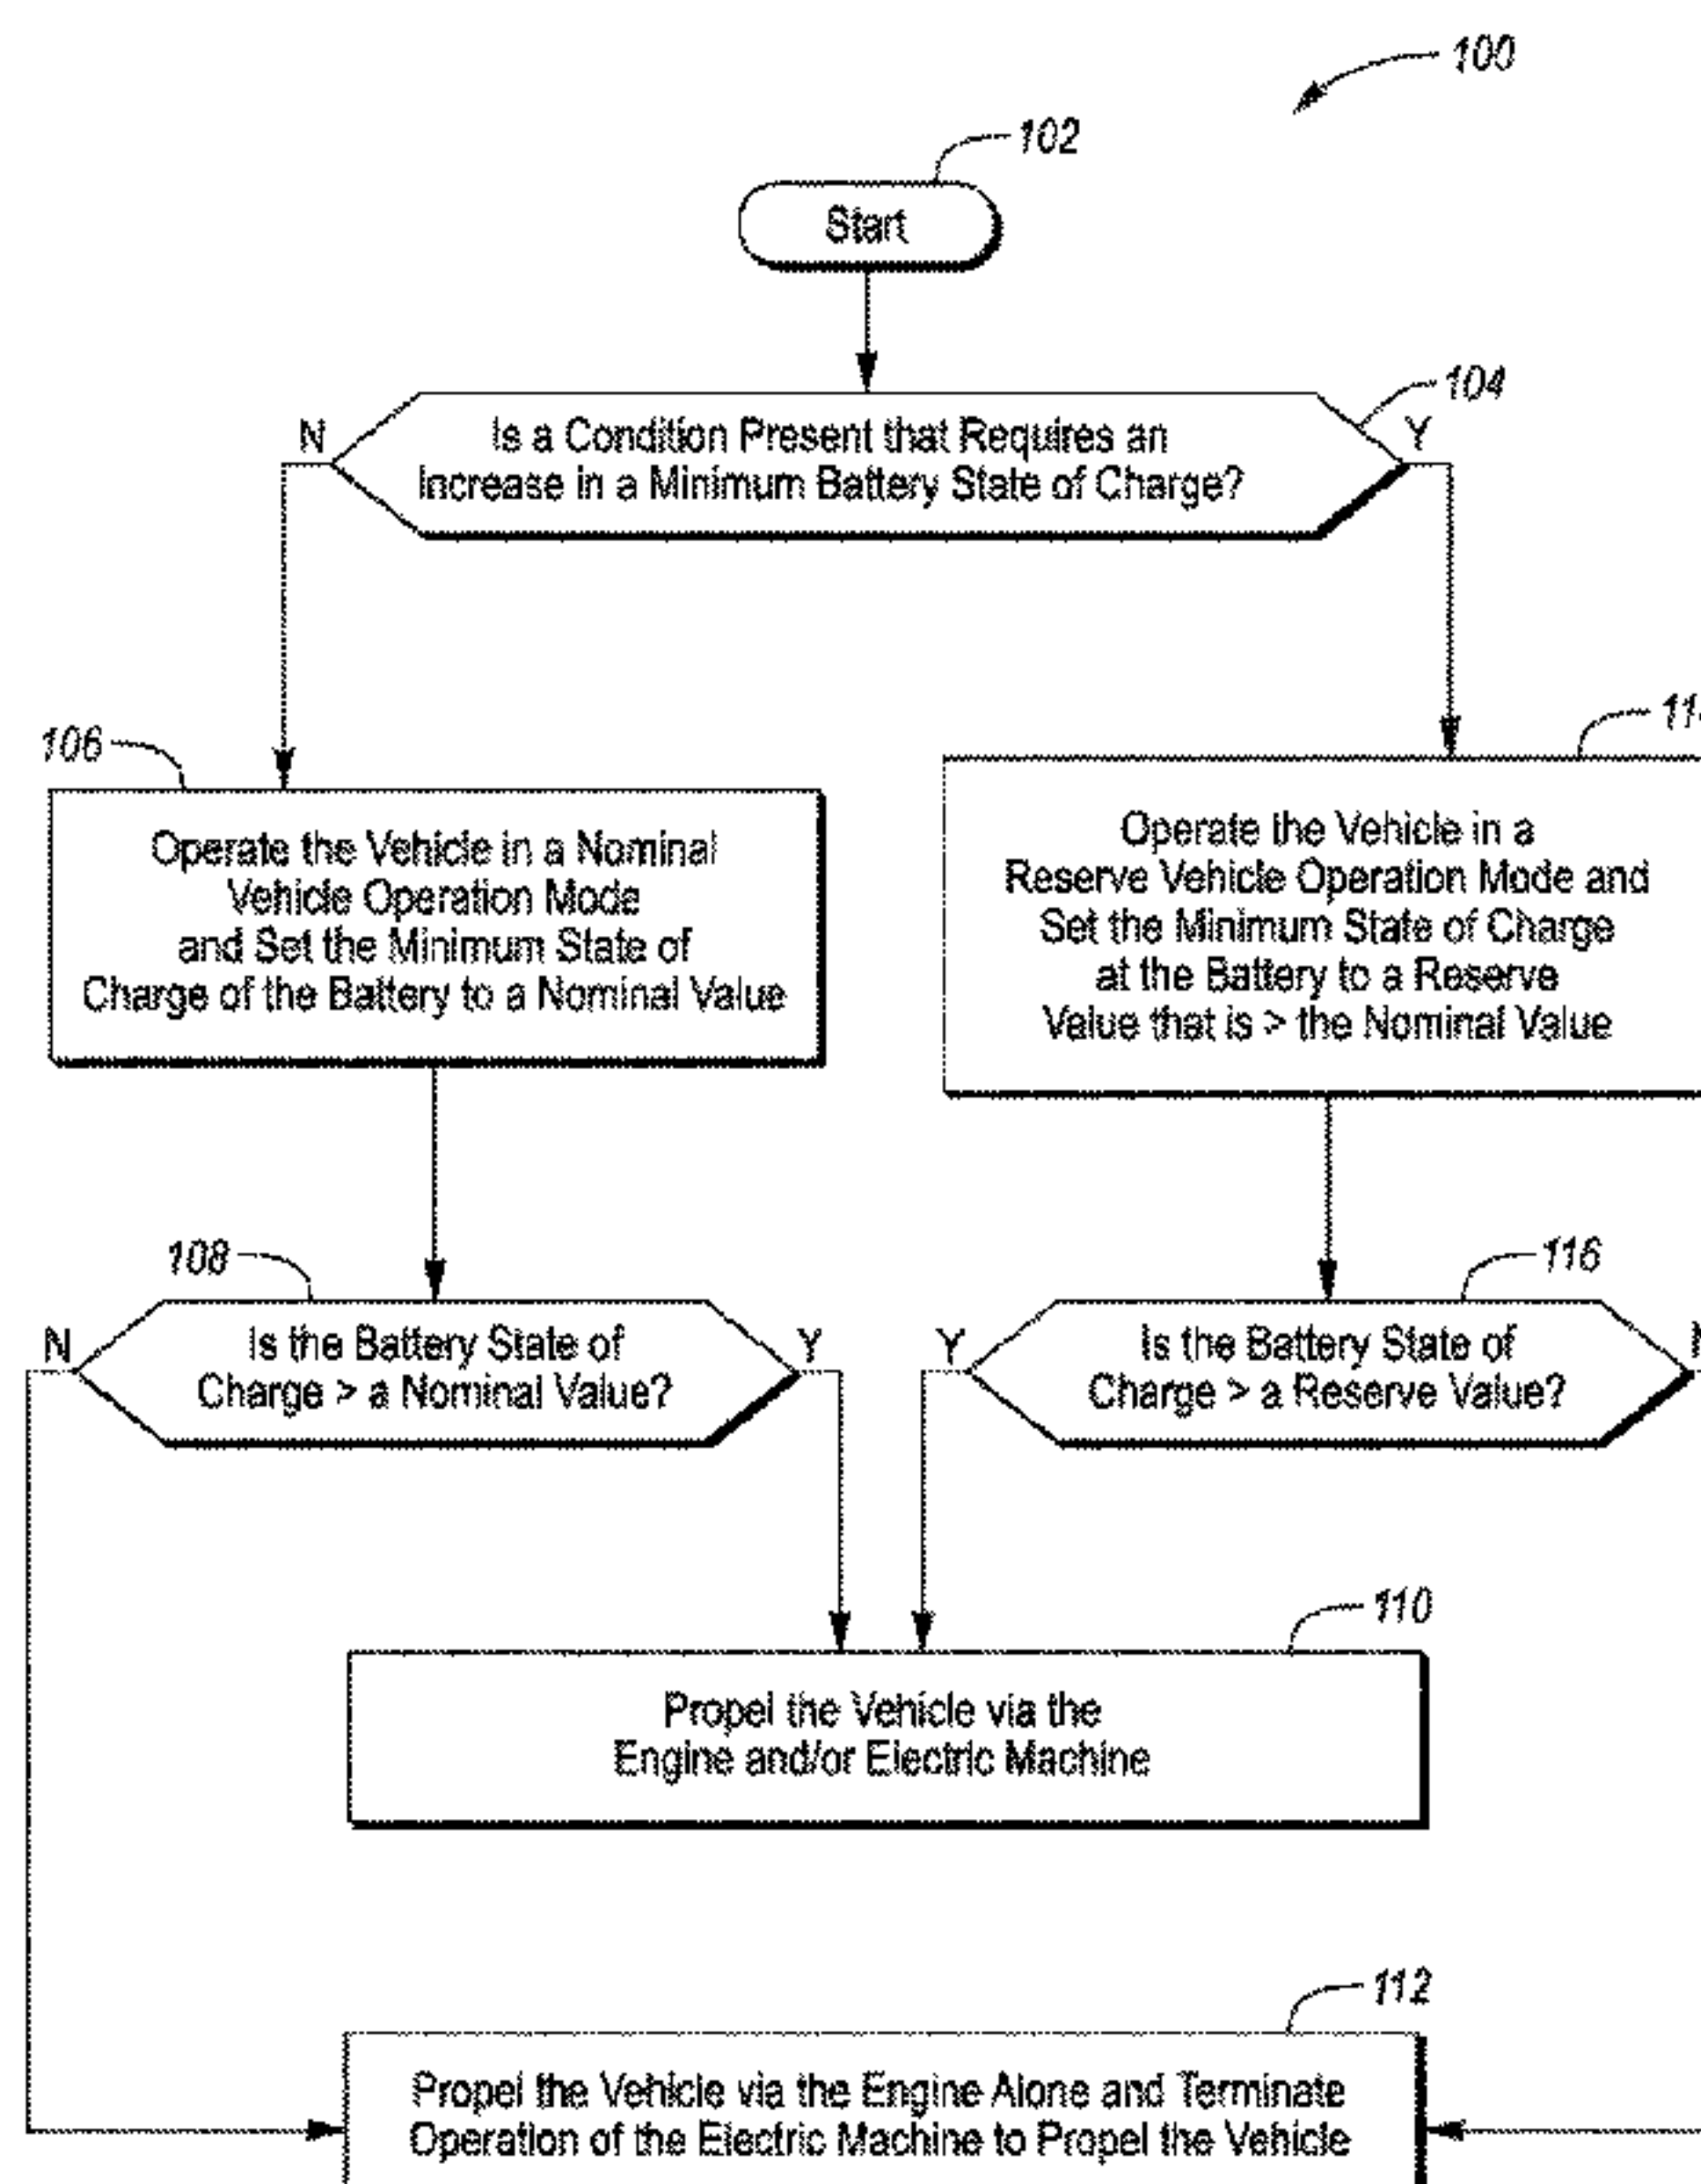 100
102
Start
104
N
Y
Is a Condition Present that Requires an
Increase in a Minimum Battery State of Charge?
106
Operate the Vehicle in a Nominal
Vehicle Operation Mode
and Set the Minimum State of
Charge of the Battery to a Nominal Value
Operate the Vehicle in a
Reserve Vehicle Operation Mode and
Set the Minimum State of Charge
at the Battery to a Reserve
Value that is > the Nominal Value
108
N
Is the Battery State of
Charge > a Nominal Value?
Y
116
Y
Is the Battery State of
Charge > a Reserve Value?
110
Propel the Vehicle via the
Engine and/or Electric Machine
112
Propel the Vehicle via the Engine Alone and Terminate
Operation of the Electric Machine to Propel the Vehicle